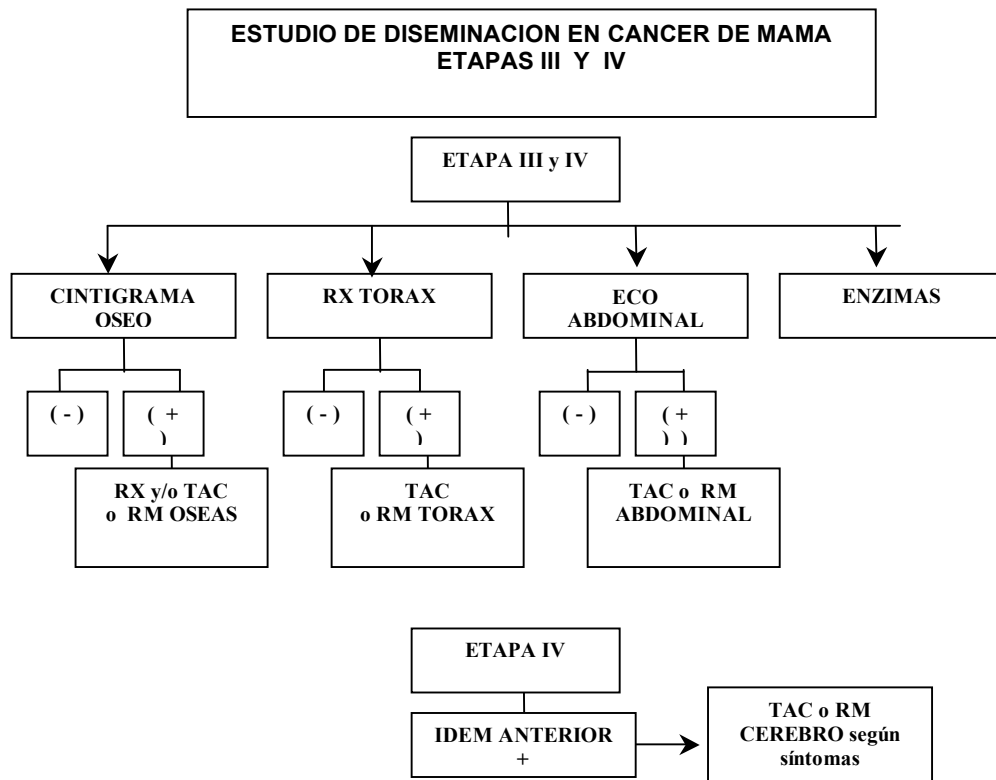 ESTUDIO DE DISEMINACION EN CANCER DE MAMA
ETAPAS III Y IV
ETAPA III y IV
CINTIGRAMA
OSEO
RX TORAX
ECO
ABDOMINAL
ENZIMAS
( - )
( +
)
( - )
( +
)
( - )
( +
) )
RX y/o TAC
o RM OSEAS
TAC
o RM TORAX
TAC o RM
ABDOMINAL
ETAPA IV
IDEM ANTERIOR
+
TAC o RM
CEREBRO según
síntomas